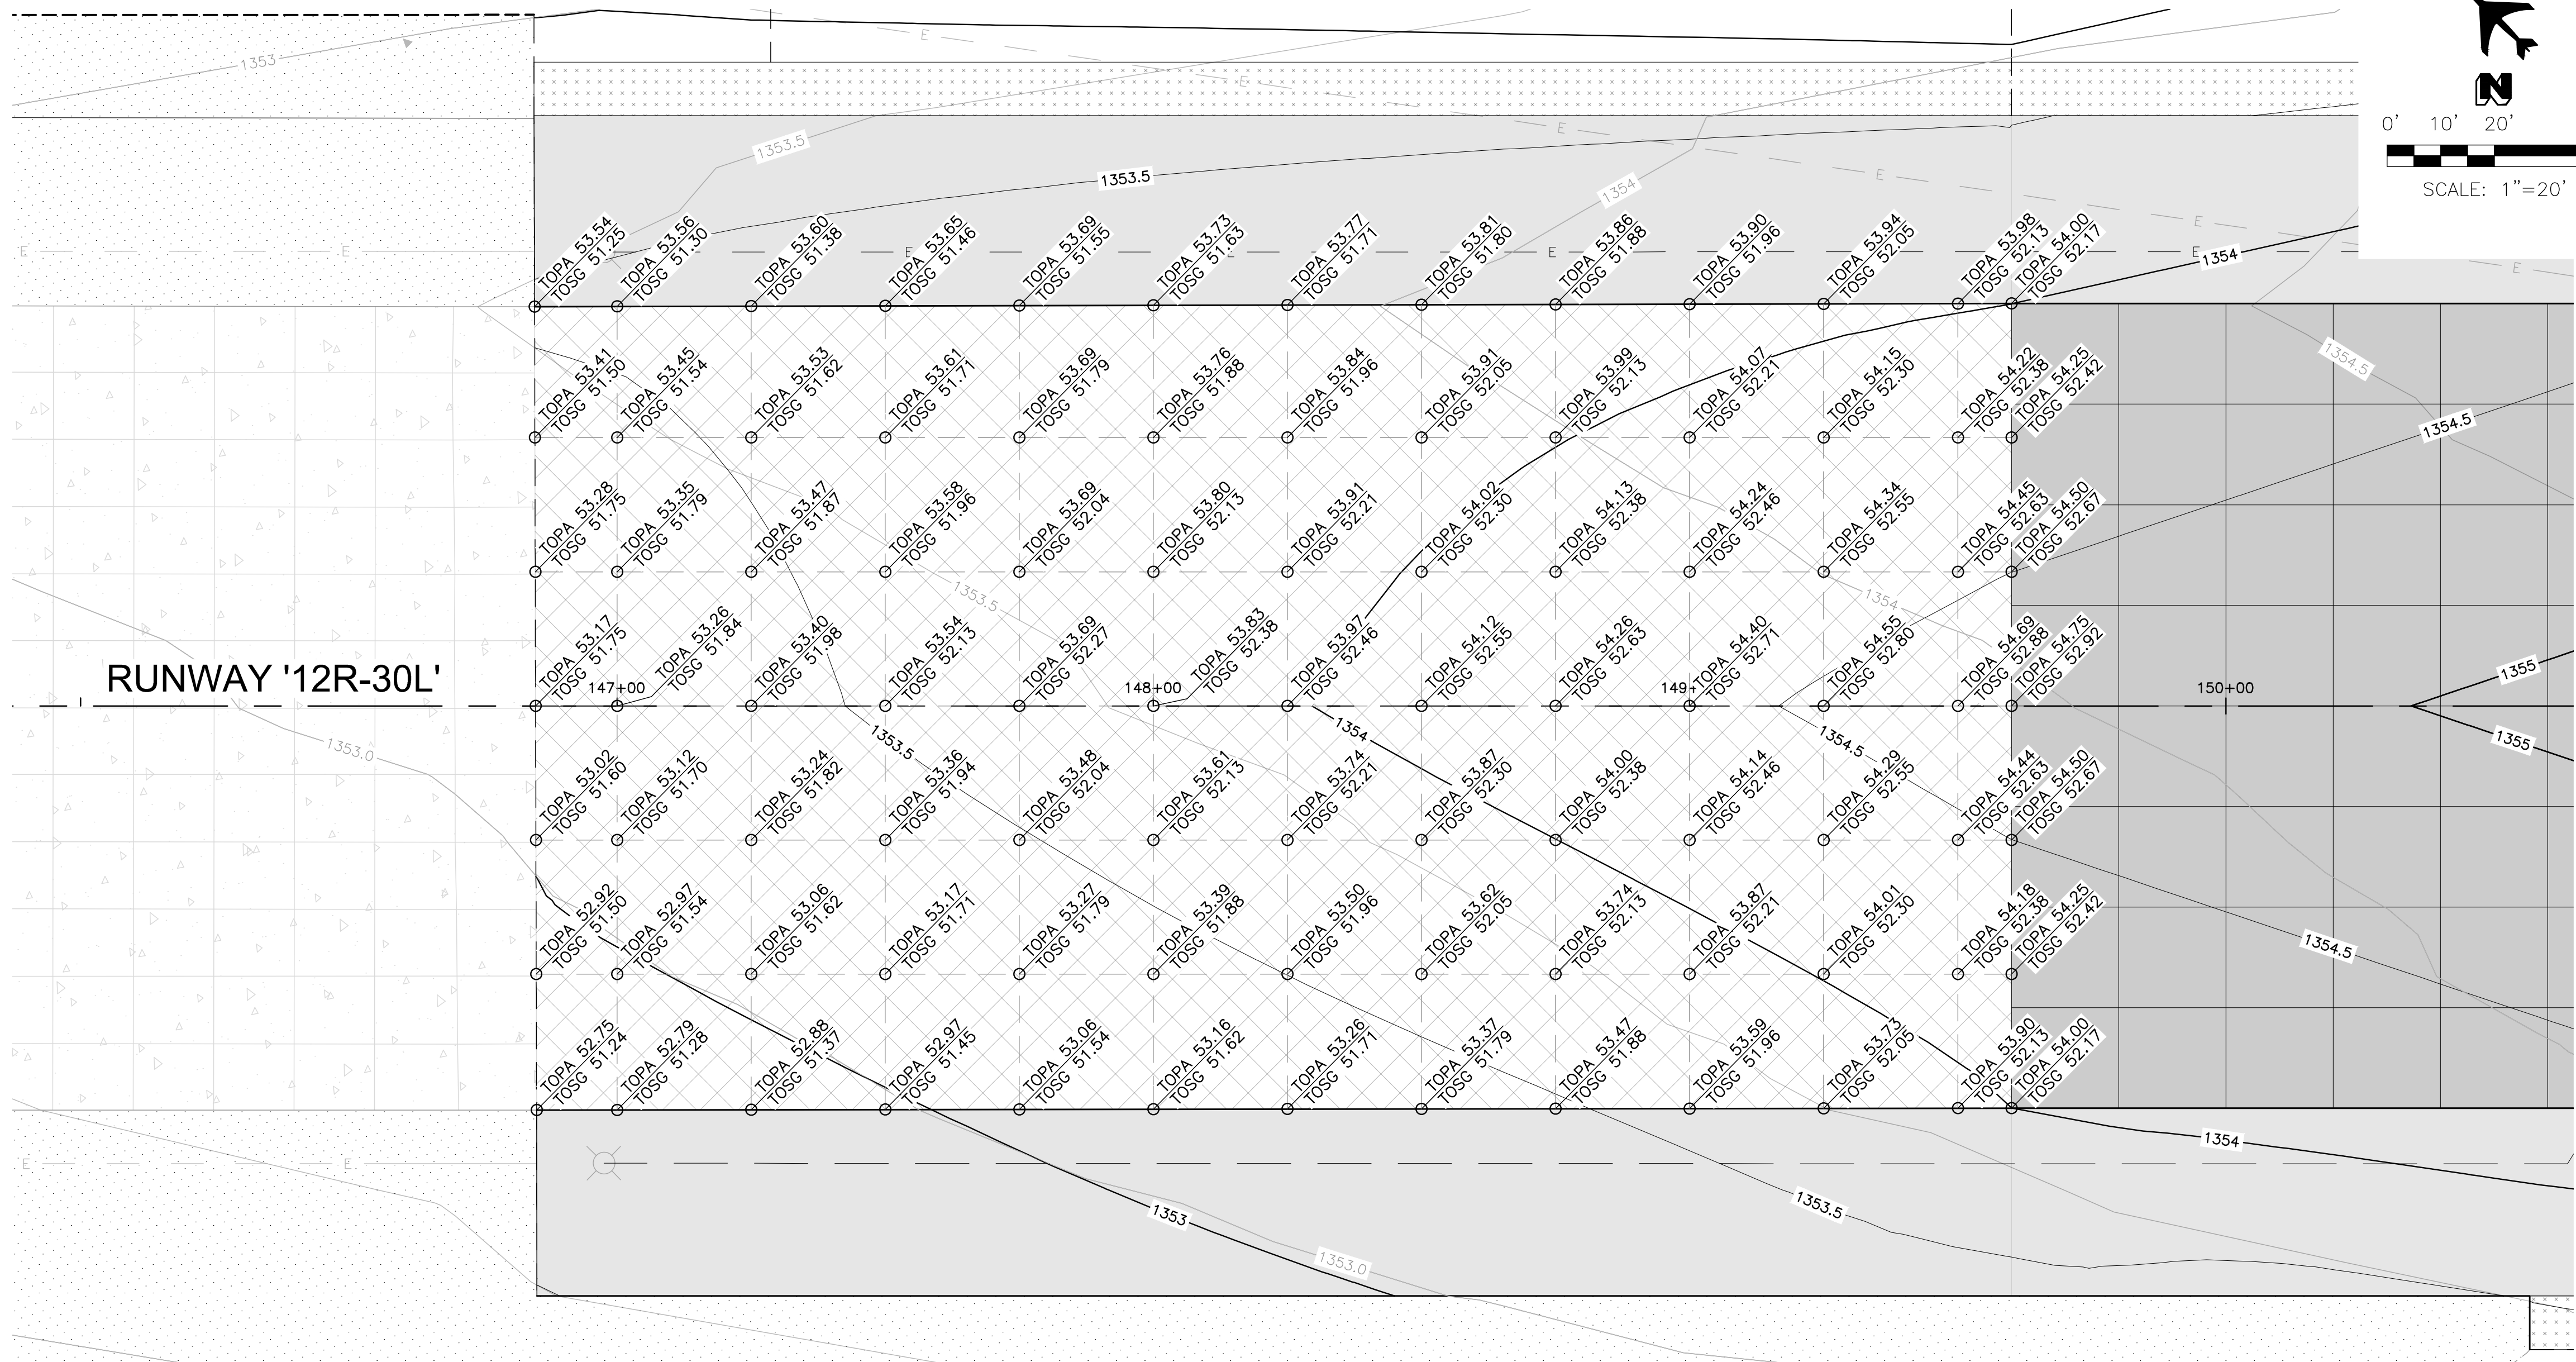 1353
E
E
0' 10' 20'
SCALE: 1"=20'
1353.5
E
E
1353.5
1354
E
E
E
E
E
E
E
E
E
1354
TOPA 53.54
TOSG 51.25
TOPA 53.56
TOSG 51.30
TOPA 53.60
TOSG 51.38
TOPA 53.65
TOSG 51.46
TOPA 53.69
TOSG 51.55
TOPA 53.73
TOSG 51.63
TOPA 53.77
TOSG 51.71
TOPA 53.81
TOSG 51.80
TOPA 53.86
TOSG 51.88
TOPA 53.90
TOSG 51.96
TOPA 53.94
TOSG 52.05
TOPA 53.98
TOSG 52.13
TOPA 54.00
TOSG 52.17
1354.5
1354.5
TOPA 53.41
TOSG 51.50
TOPA 53.45
TOSG 51.54
TOPA 53.53
TOSG 51.62
TOPA 53.61
TOSG 51.71
TOPA 53.69
TOSG 51.79
TOPA 53.76
TOSG 51.88
TOPA 53.84
TOSG 51.96
TOPA 53.91
TOSG 52.05
TOPA 53.99
TOSG 52.13
TOPA 54.07
TOSG 52.21
TOPA 54.15
TOSG 52.30
TOPA 54.22
TOSG 52.38
TOPA 54.25
TOSG 52.42
TOPA 53.28
TOSG 51.75
TOPA 53.35
TOSG 51.79
TOPA 53.47
TOSG 51.87
TOPA 53.58
TOSG 51.96
TOPA 53.69
TOSG 52.04
TOPA 53.80
TOSG 52.13
TOPA 53.91
TOSG 52.21
TOPA 54.02
TOSG 52.30
TOPA 54.13
TOSG 52.38
TOPA 54.24
TOSG 52.46
TOPA 54.34
TOSG 52.55
TOPA 54.45
TOSG 52.63
TOPA 54.50
TOSG 52.67
1353.5
1354
TOPA 53.17
TOSG 51.75
TOPA 53.26
TOSG 51.84
TOPA 53.40
TOSG 51.98
TOPA 53.54
TOSG 52.13
TOPA 53.69
TOSG 52.27
TOPA 53.83
TOSG 52.38
TOPA 53.97
TOSG 52.46
TOPA 54.12
TOSG 52.55
TOPA 54.26
TOSG 52.63
TOPA 54.40
TOSG 52.71
TOPA 54.55
TOSG 52.80
TOPA 54.69
TOSG 52.88
TOPA 54.75
TOSG 52.92
RUNWAY '12R-30L'
147+00
148+00
149+
150+00
1355
1355
1353.0
1353.5
1354
1354.5
TOPA 53.02
TOSG 51.60
TOPA 53.12
TOSG 51.70
TOPA 53.24
TOSG 51.82
TOPA 53.36
TOSG 51.94
TOPA 53.48
TOSG 52.04
TOPA 53.61
TOSG 52.13
TOPA 53.74
TOSG 52.21
TOPA 53.87
TOSG 52.30
TOPA 54.00
TOSG 52.38
TOPA 54.14
TOSG 52.46
TOPA 54.29
TOSG 52.55
TOPA 54.44
TOSG 52.63
TOPA 54.50
TOSG 52.67
TOPA 52.92
TOSG 51.50
TOPA 52.97
TOSG 51.54
TOPA 53.06
TOSG 51.62
TOPA 53.17
TOSG 51.71
TOPA 53.27
TOSG 51.79
TOPA 53.39
TOSG 51.88
TOPA 53.50
TOSG 51.96
TOPA 53.62
TOSG 52.05
TOPA 53.74
TOSG 52.13
TOPA 53.87
TOSG 52.21
TOPA 54.01
TOSG 52.30
TOPA 54.18
TOSG 52.38
TOPA 54.25
TOSG 52.42
1354.5
TOPA 52.75
TOSG 51.24
TOPA 52.79
TOSG 51.28
TOPA 52.88
TOSG 51.37
TOPA 52.97
TOSG 51.45
TOPA 53.06
TOSG 51.54
TOPA 53.16
TOSG 51.62
TOPA 53.26
TOSG 51.71
TOPA 53.37
TOSG 51.79
TOPA 53.47
TOSG 51.88
TOPA 53.59
TOSG 51.96
TOPA 53.73
TOSG 52.05
TOPA 53.90
TOSG 52.13
TOPA 54.00
TOSG 52.17
1354
E
E
1353
1353.5
1353.0